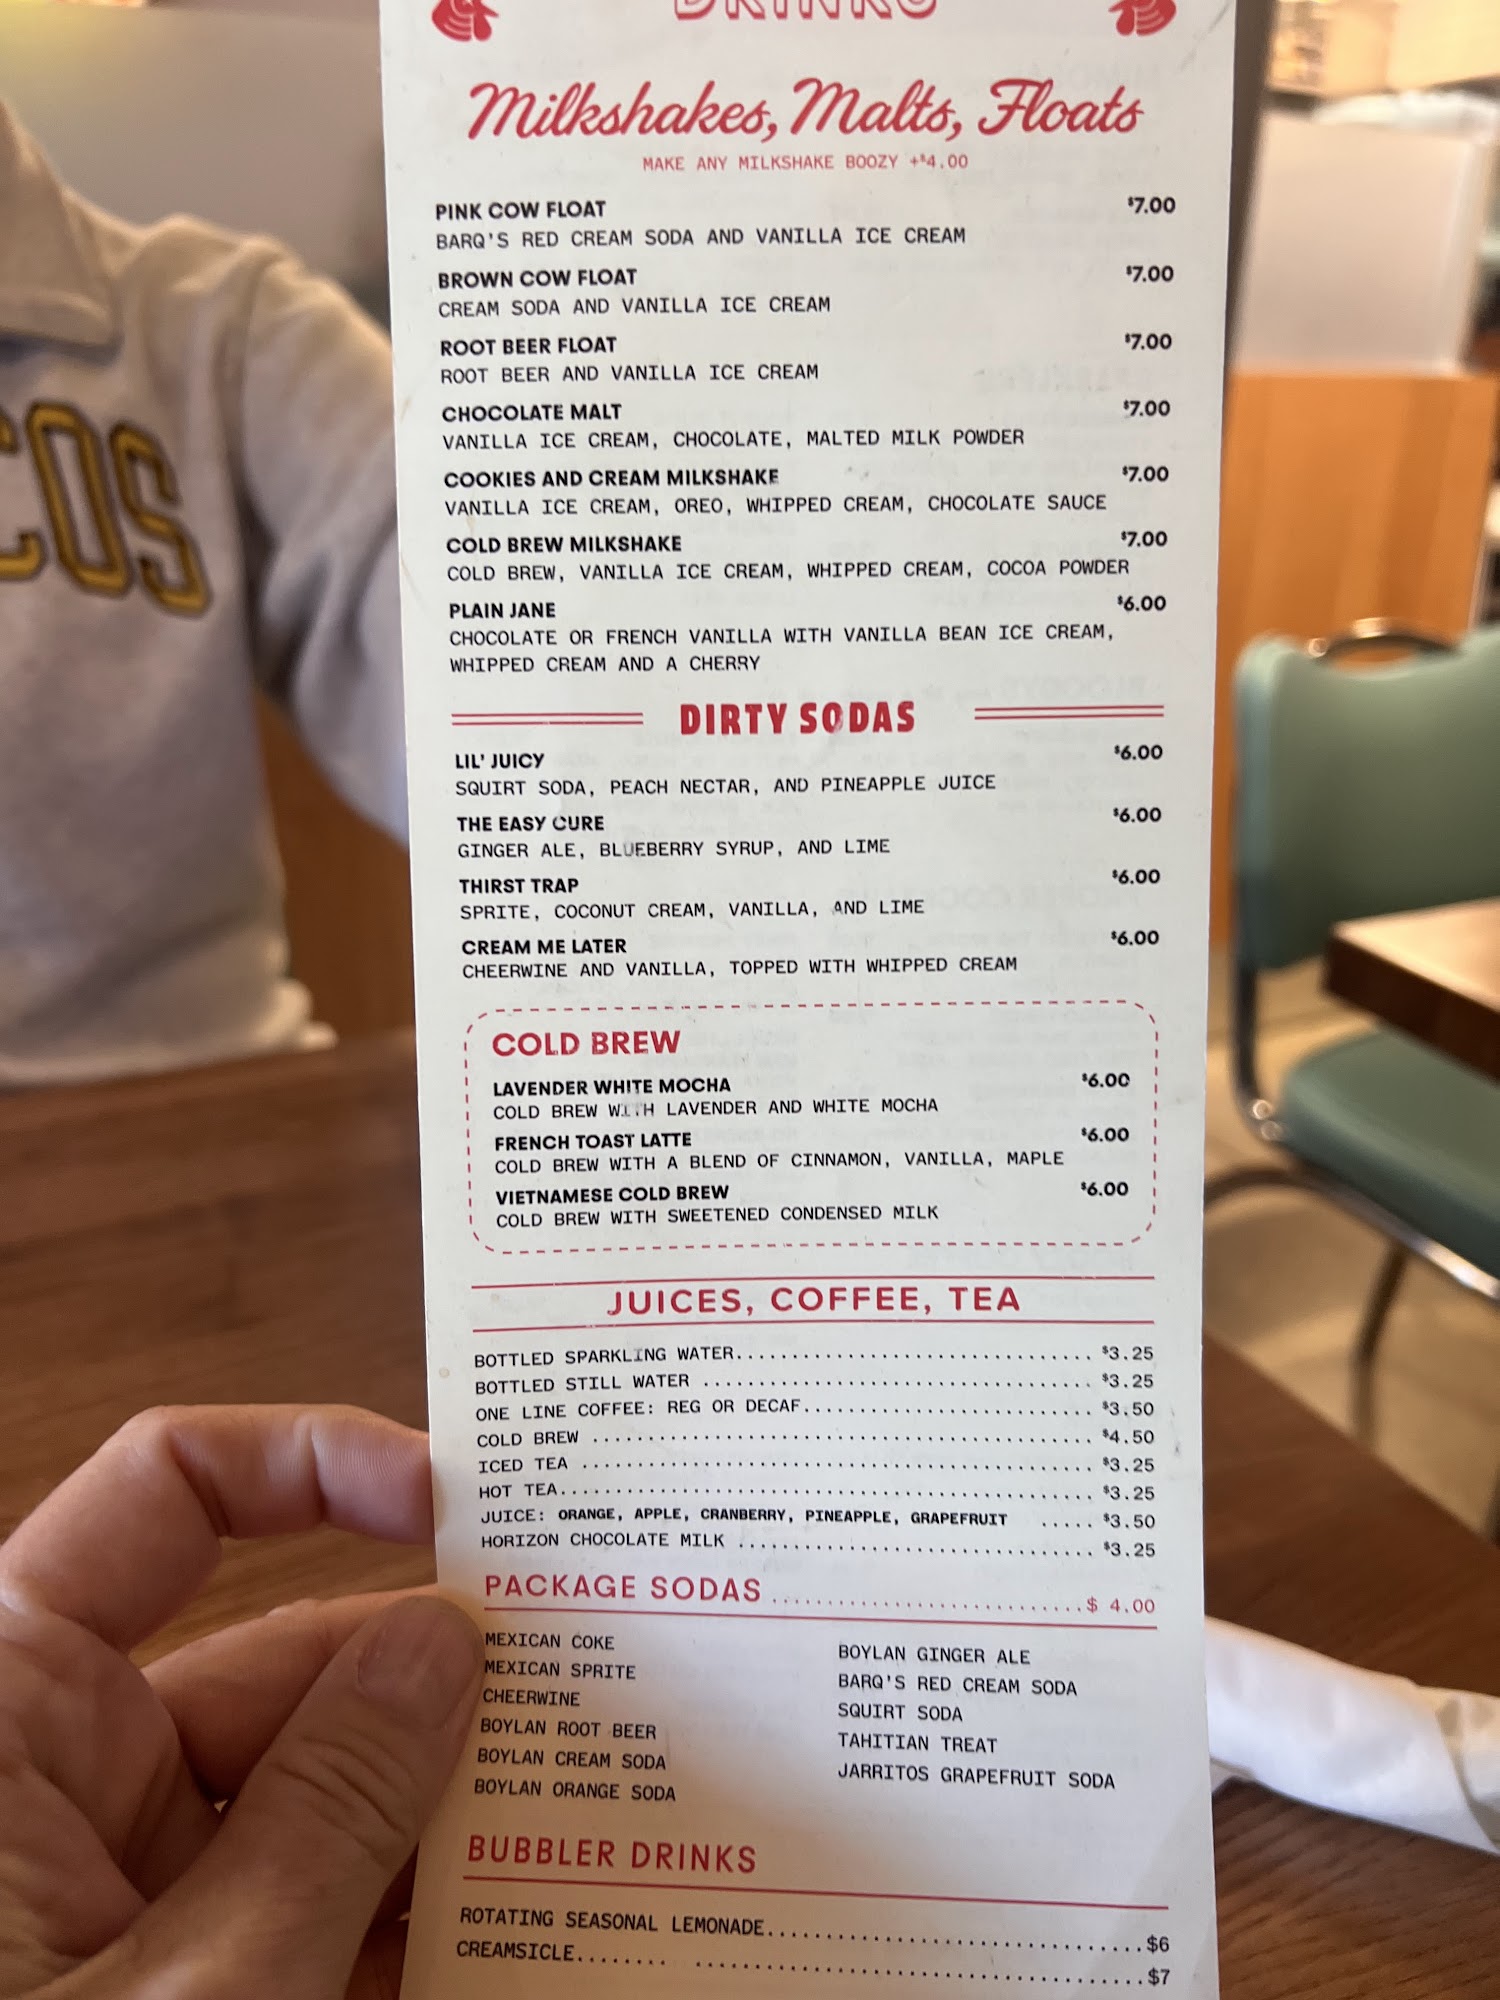 DRINKS
Milkshakes, Malts, Floats
MAKE ANY MILKSHAKE BOOZY +$4.00
PINK COW FLOAT $7.00
BARQ'S RED CREAM SODA AND VANILLA ICE CREAM
BROWN COW FLOAT $7.00
CREAM SODA AND VANILLA ICE CREAM
ROOT BEER FLOAT $7.00
ROOT BEER AND VANILLA ICE CREAM
CHOCOLATE MALT $7.00
VANILLA ICE CREAM, CHOCOLATE, MALTED MILK POWDER
COOKIES AND CREAM MILKSHAKE $7.00
VANILLA ICE CREAM, OREO, WHIPPED CREAM, CHOCOLATE SAUCE
COLD BREW MILKSHAKE $7.00
COLD BREW, VANILLA ICE CREAM, WHIPPED CREAM, COCOA POWDER
PLAIN JANE $6.00
CHOCOLATE OR FRENCH VANILLA WITH VANILLA BEAN ICE CREAM,
WHIPPED CREAM AND A CHERRY
DIRTY SODAS
LIL' JUICY $6.00
SQUIRT SODA, PEACH NECTAR, AND PINEAPPLE JUICE
THE EASY CURE $6.00
GINGER ALE, BLUEBERRY SYRUP, AND LIME
THIRST TRAP $6.00
SPRITE, COCONUT CREAM, VANILLA, AND LIME
CREAM ME LATER $6.00
CHEERWINE AND VANILLA, TOPPED WITH WHIPPED CREAM
COLD BREW
LAVENDER WHITE MOCHA $6.00
COLD BREW WITH LAVENDER AND WHITE MOCHA
FRENCH TOAST LATTE $6.00
COLD BREW WITH A BLEND OF CINNAMON, VANILLA, MAPLE
VIETNAMESE COLD BREW $6.00
COLD BREW WITH SWEETENED CONDENSED MILK
JUICES, COFFEE, TEA
BOTTLED SPARKLING WATER................................ $3.25
BOTTLED STILL WATER ................................... $3.25
ONE LINE COFFEE: REG OR DECAF.......................... $3.50
COLD BREW ............................................. $4.50
ICED TEA .............................................. $3.25
HOT TEA................................................ $3.25
JUICE: ORANGE, APPLE, CRANBERRY, PINEAPPLE, GRAPEFRUIT ..... $3.50
HORIZON CHOCOLATE MILK ................................ $3.25
PACKAGE SODAS ............................$ 4.00
MEXICAN COKE
MEXICAN SPRITE
CHEERWINE
BOYLAN ROOT BEER
BOYLAN CREAM SODA
BOYLAN ORANGE SODA
BOYLAN GINGER ALE
BARQ'S RED CREAM SODA
SQUIRT SODA
TAHITIAN TREAT
JARRITOS GRAPEFRUIT SODA
BUBBLER DRINKS
ROTATING SEASONAL LEMONADE..................................$6
CREAMSICLE........ ........................................$7
COS